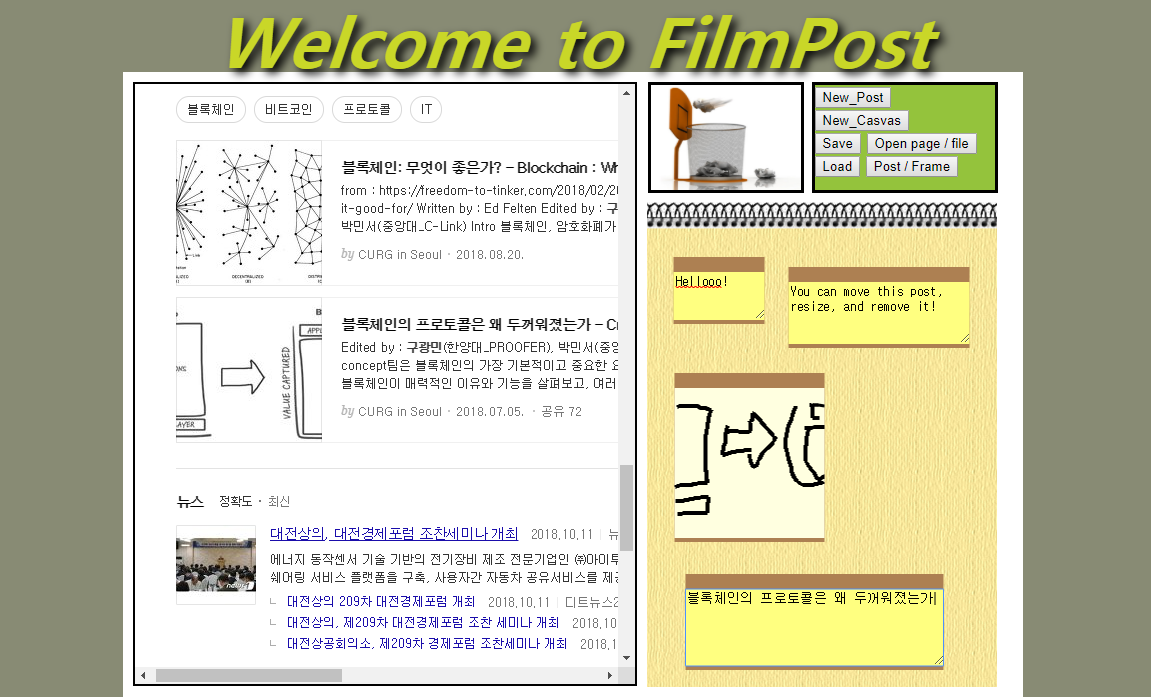 Welcome to FilmPost
블록체인 비트코인 프로토콜 IT
블록체인: 무엇이 좋은가? – Blockchain : Wh
from : https://freedom-to-tinker.com/2018/02/20
it-good-for/ Written by : Ed Felten Edited by : 구
박민서(중앙대_C-Link) Intro 블록체인, 암호화폐가
by CURG in Seoul · 2018.08.20.
CENTRALIZED DECENTRALIZED
블록체인의 프로토콜은 왜 두꺼워졌는가 – Cr
Edited by : 구광민(한양대_PROOFER), 박민서(중앙
concept팀은 블록체인의 가장 기본적이고 중요한 요
블록체인이 매력적인 이유와 기능을 살펴보고, 여러
by CURG in Seoul · 2018.07.05. · 공유 72
VALUE CAPTURED
뉴스 정확도 · 최신
대전상의, 대전경제포럼 조찬세미나 개최 2018.10.11 뉴
에너지 동작센서 기술 기반의 전기장비 제조 전문기업인 ㈜아이투
쉐어링 서비스 플랫폼을 구축, 사용자간 자동차 공유서비스를 제공
대전상의 209차 대전경제포럼 개최 2018.10.11 디트뉴스2
대전상의, 제209차 대전경제포럼 조찬 세미나 개최 2018.10
대전상공회의소, 제209차 경제포럼 조찬세미나 개최 2018.1
New_Post
New_Casvas
Save Open page / file
Load Post / Frame
Hellooo!
You can move this post,
resize, and remove it!
블록체인의 프로토콜은 왜 두꺼워졌는가